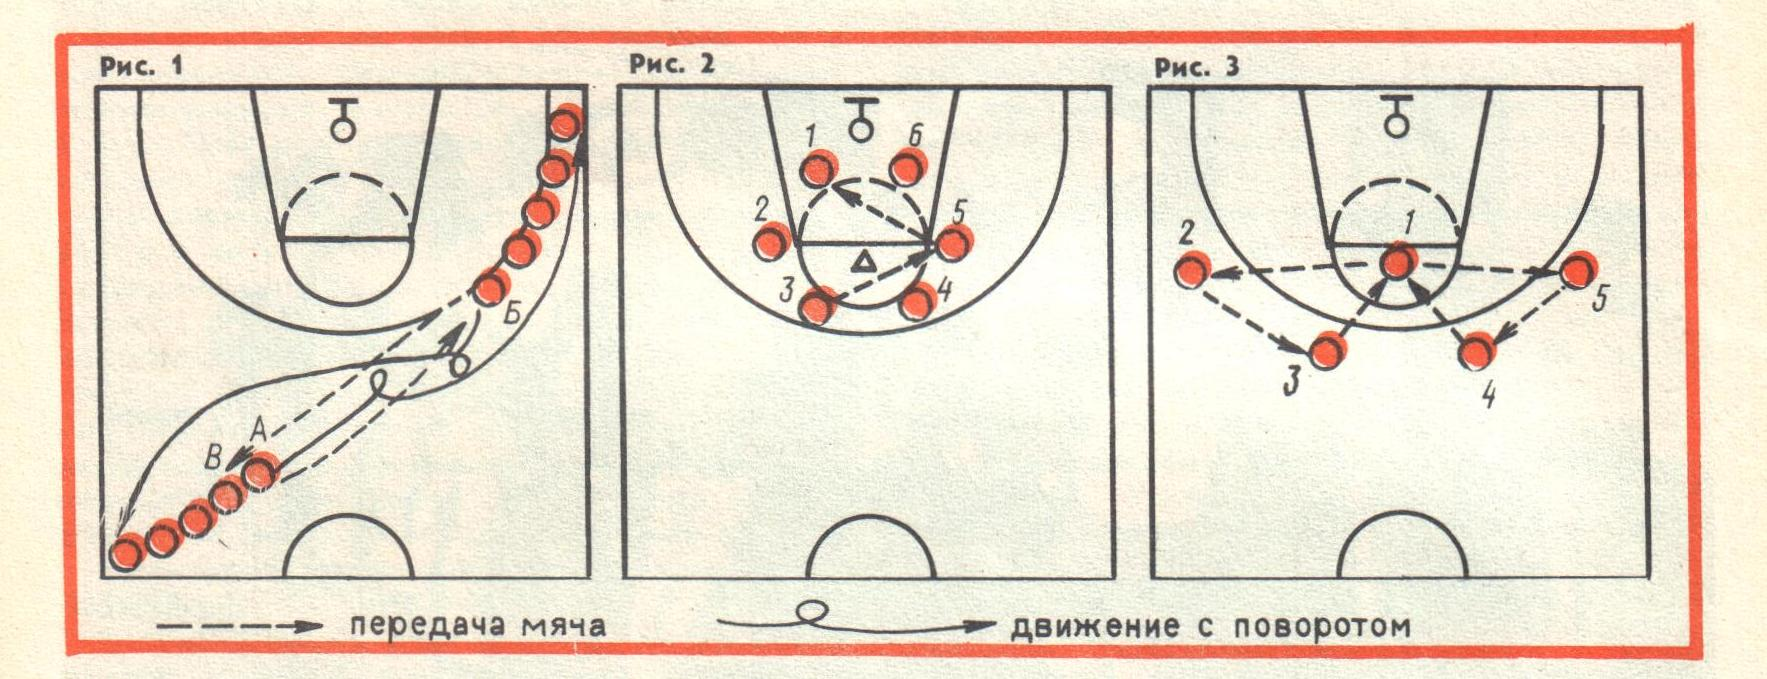 Рис. 1
Рис. 2
Рис. 3
Б
А
В
1
6
2
5
3
4
1
2
5
3
4
передача мяча
движение с поворотом